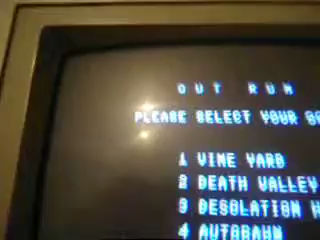 OUT RUN
PLEASE SELECT YOUR
1 VINE YARD
2 DEATH VALLEY
3 DESOLATION H
4 AUTOBAHN